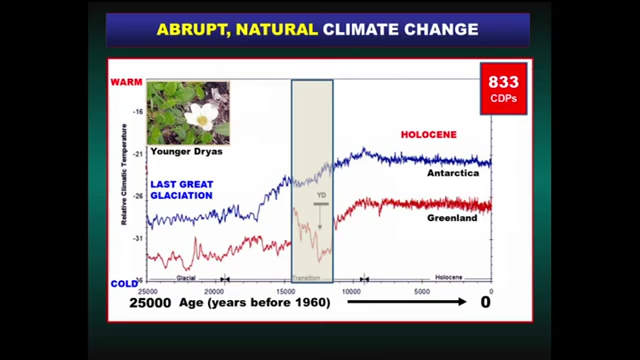 ABRUPT, NATURAL CLIMATE CHANGE
WARM
833
CDPs
-16
HOLOCENE
Younger Dryas
-21
Antarctica
LAST GREAT
GLACIATION
YD
Relative Climatic Temperature
-26
Greenland
-31
COLD
Glacial
Transition
Holocene
25000 20000 15000 10000 5000 0
25000 Age (years before 1960) 0